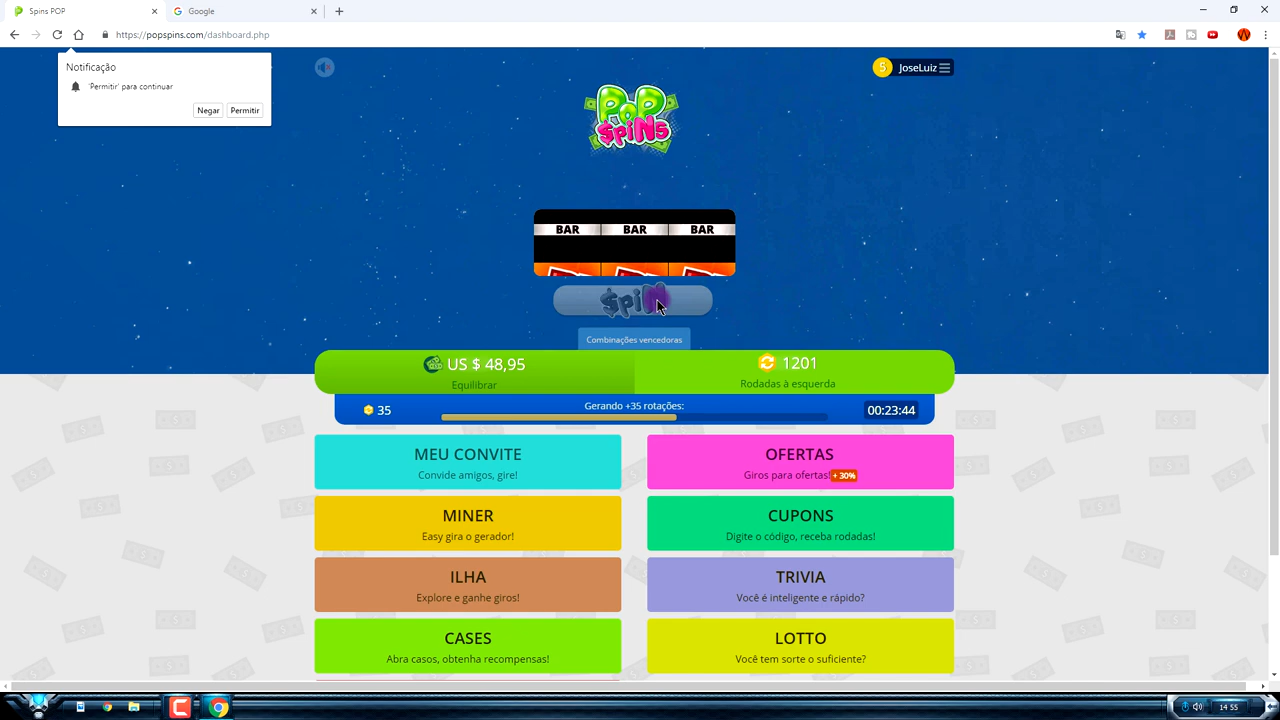 Spins POP
Google
https://popspins.com/dashboard.php
Notificação
'Permitir' para continuar
Negar
Permitir
$
JoseLuiz
POP
$piNS
BAR BAR BAR
$piN
Combinações vencedoras
US $ 48,95
Equilibrar
1201
Rodadas à esquerda
35
Gerando +35 rotações:
00:23:44
MEU CONVITE
Convide amigos, gire!
OFERTAS
Giros para ofertas! + 30%
MINER
Easy gira o gerador!
CUPONS
Digite o código, receba rodadas!
ILHA
Explore e ganhe giros!
TRIVIA
Você é inteligente e rápido?
CASES
Abra casos, obtenha recompensas!
LOTTO
Você tem sorte o suficiente?
14 55